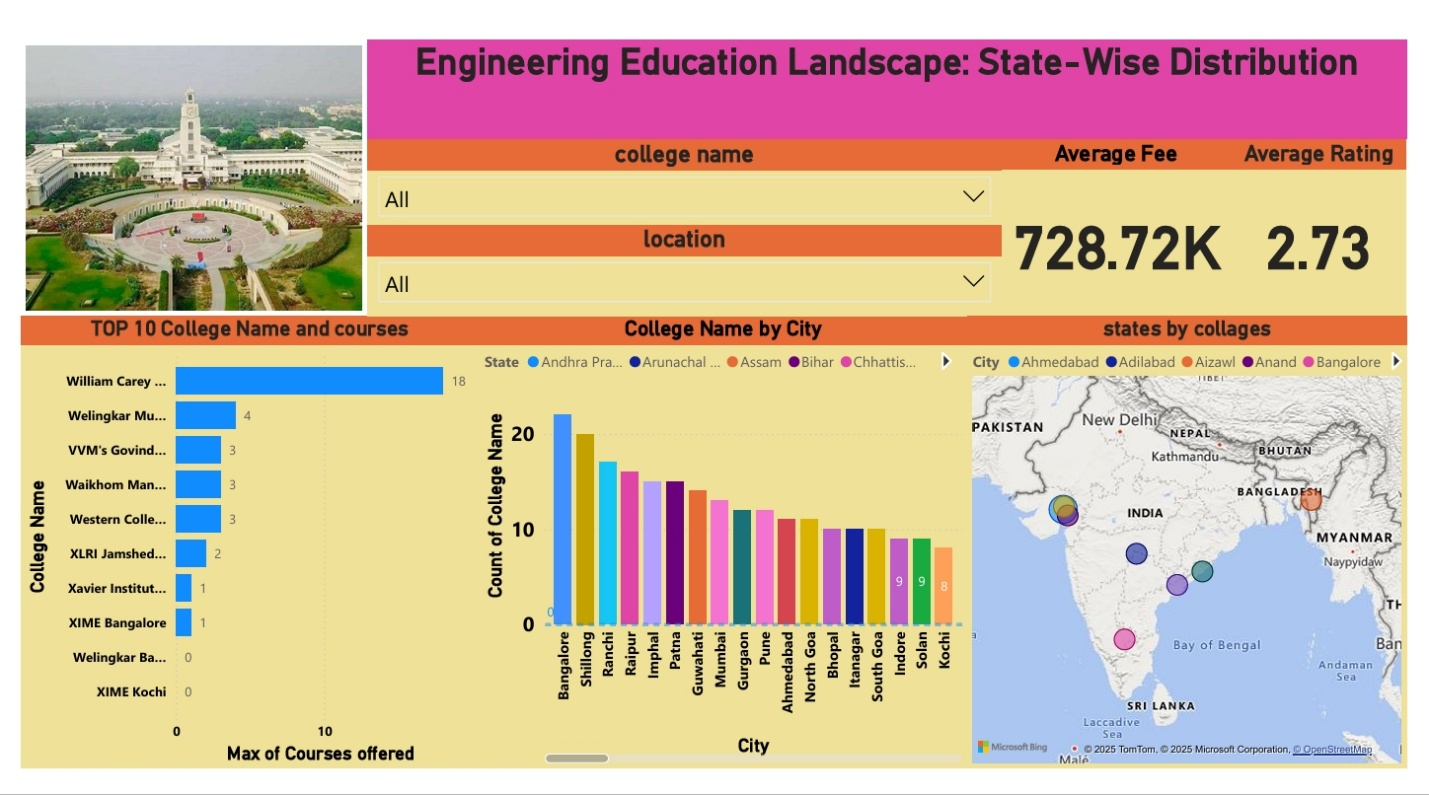 Engineering Education Landscape: State-Wise Distribution
college name
Average Fee
Average Rating
All
location
All
728.72K
2.73
TOP 10 College Name and courses
College Name by City
states by collages
College Name
William Carey ...
18
Welingkar Mu...
4
VVM's Govind...
3
Waikhom Man...
3
Western Colle...
3
XLRI Jamshed...
2
Xavier Institut...
1
XIME Bangalore
1
Welingkar Ba...
0
XIME Kochi
0
0
10
Max of Courses offered
State
Andhra Pra...
Arunachal ...
Assam
Bihar
Chhattis...
Count of College Name
20
10
0
0
9
9
8
Bangalore
Shillong
Ranchi
Raipur
Imphal
Patna
Guwahati
Mumbai
Gurgaon
Pune
Ahmedabad
North Goa
Bhopal
Itanagar
South Goa
Indore
Solan
Kochi
City
City
Ahmedabad
Adilabad
Aizawl
Anand
Bangalore
TIBET
PAKISTAN
New Delhi
NEPAL
Kathmandu
BHUTAN
BANGLADESH
INDIA
MYANMAR
Naypyidaw
TH
Ban
Bay of Bengal
Andaman
Sea
SRI LANKA
Laccadive
Sea
Malé
Microsoft Bing
© 2025 TomTom, © 2025 Microsoft Corporation, © OpenStreetMap